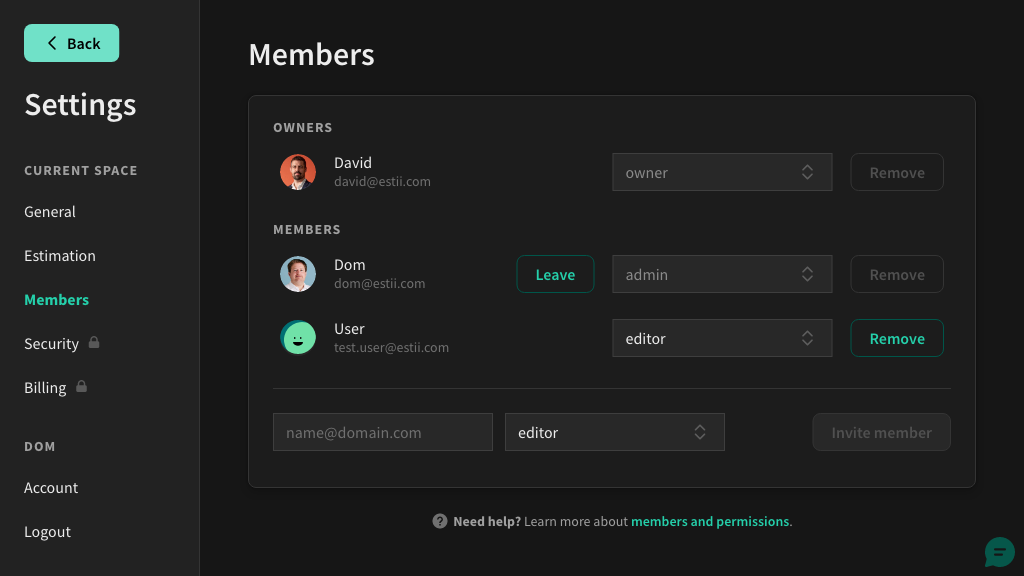 Back
Settings
CURRENT SPACE
General
Estimation
Members
Security
Billing
DOM
Account
Logout
Members
OWNERS
David
david@estii.com
owner
Remove
MEMBERS
Dom
dom@estii.com
Leave
admin
Remove
User
test.user@estii.com
editor
Remove
name@domain.com
editor
Invite member
? Need help? Learn more about members and permissions.